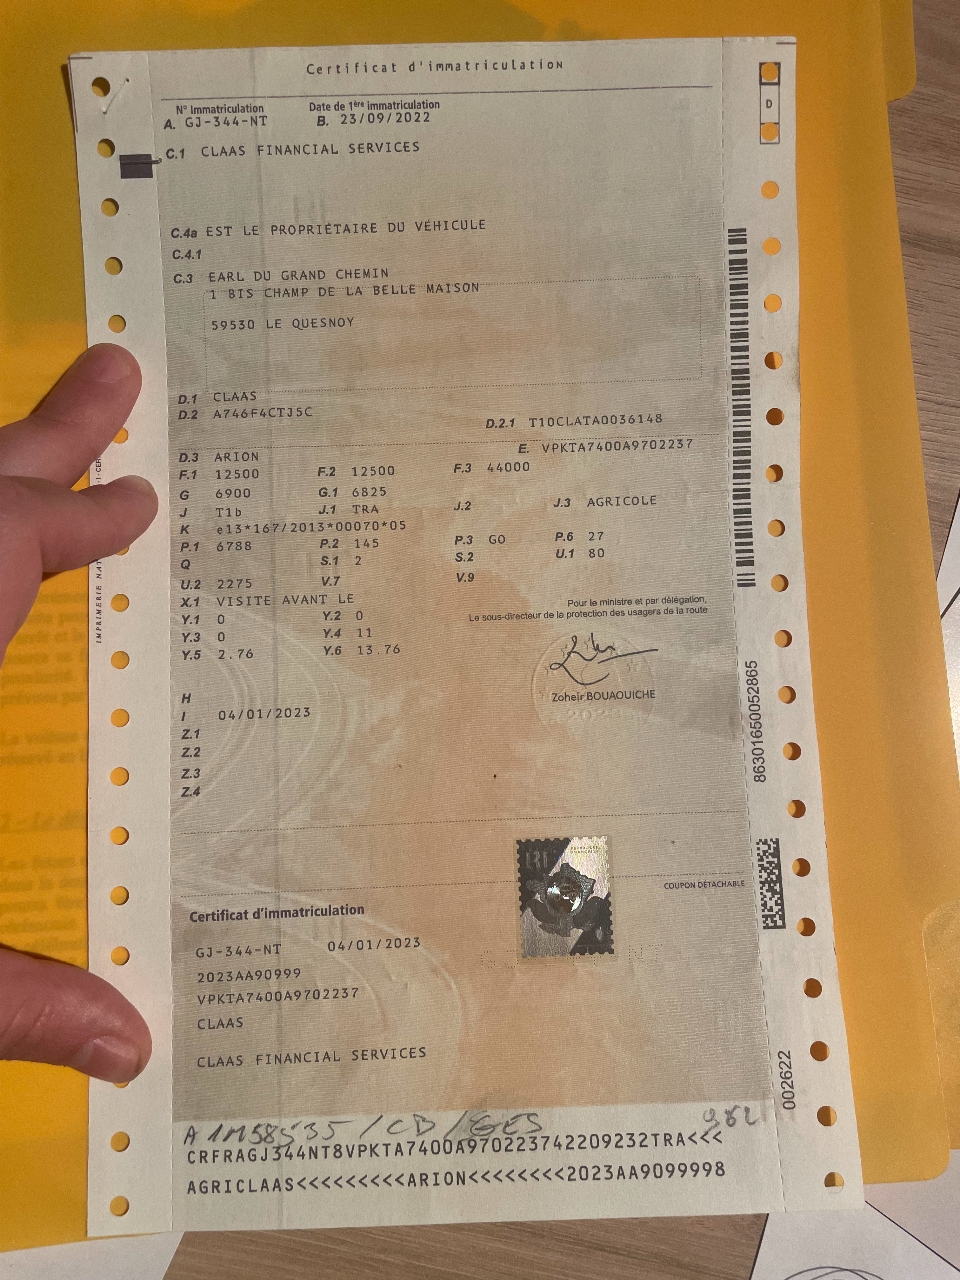 Certificat d'immatriculation
D
N° Immatriculation Date de 1ère immatriculation
A. GJ-344-NT B. 23/09/2022
C.1 CLAAS FINANCIAL SERVICES
C.4a EST LE PROPRIÉTAIRE DU VÉHICULE
C.4.1
C.3 EARL DU GRAND CHEMIN
1 BIS CHAMP DE LA BELLE MAISON
59530 LE QUESNOY
D.1 CLAAS
D.2 A746F4CTJ5C D.2.1 T10CLATA0036148
E. VPKTA7400A9702237
D.3 ARION
F.1 12500 F.2 12500 F.3 44000
G 6900 G.1 6825
J T1b J.1 TRA J.2 J.3 AGRICOLE
K e13*167/2013*00070*05
P.1 6788 P.2 145 P.3 GO P.6 27
Q S.1 2 S.2 U.1 80
U.2 2275 V.7 V.9
X.1 VISITE AVANT LE
Y.1 0 Y.2 0
Y.3 0 Y.4 11
Y.5 2.76 Y.6 13.76
Pour le ministre et par délégation,
Le sous-directeur de la protection des usagers de la route
Zoheir BOUAOUICHE
H
I 04/01/2023
Z.1
Z.2
Z.3
Z.4
86301650052865
COUPON DÉTACHABLE
Certificat d'immatriculation
GJ-344-NT 04/01/2023
2023AA90999
VPKTA7400A9702237
CLAAS
CLAAS FINANCIAL SERVICES
002622
A 1M58535 / CD / GES 962
CRFRAGJ344NT8VPKTA7400A970223742209232TRA<<<
AGRICLAAS<<<<<<<<<ARION<<<<<<<<2023AA9099998